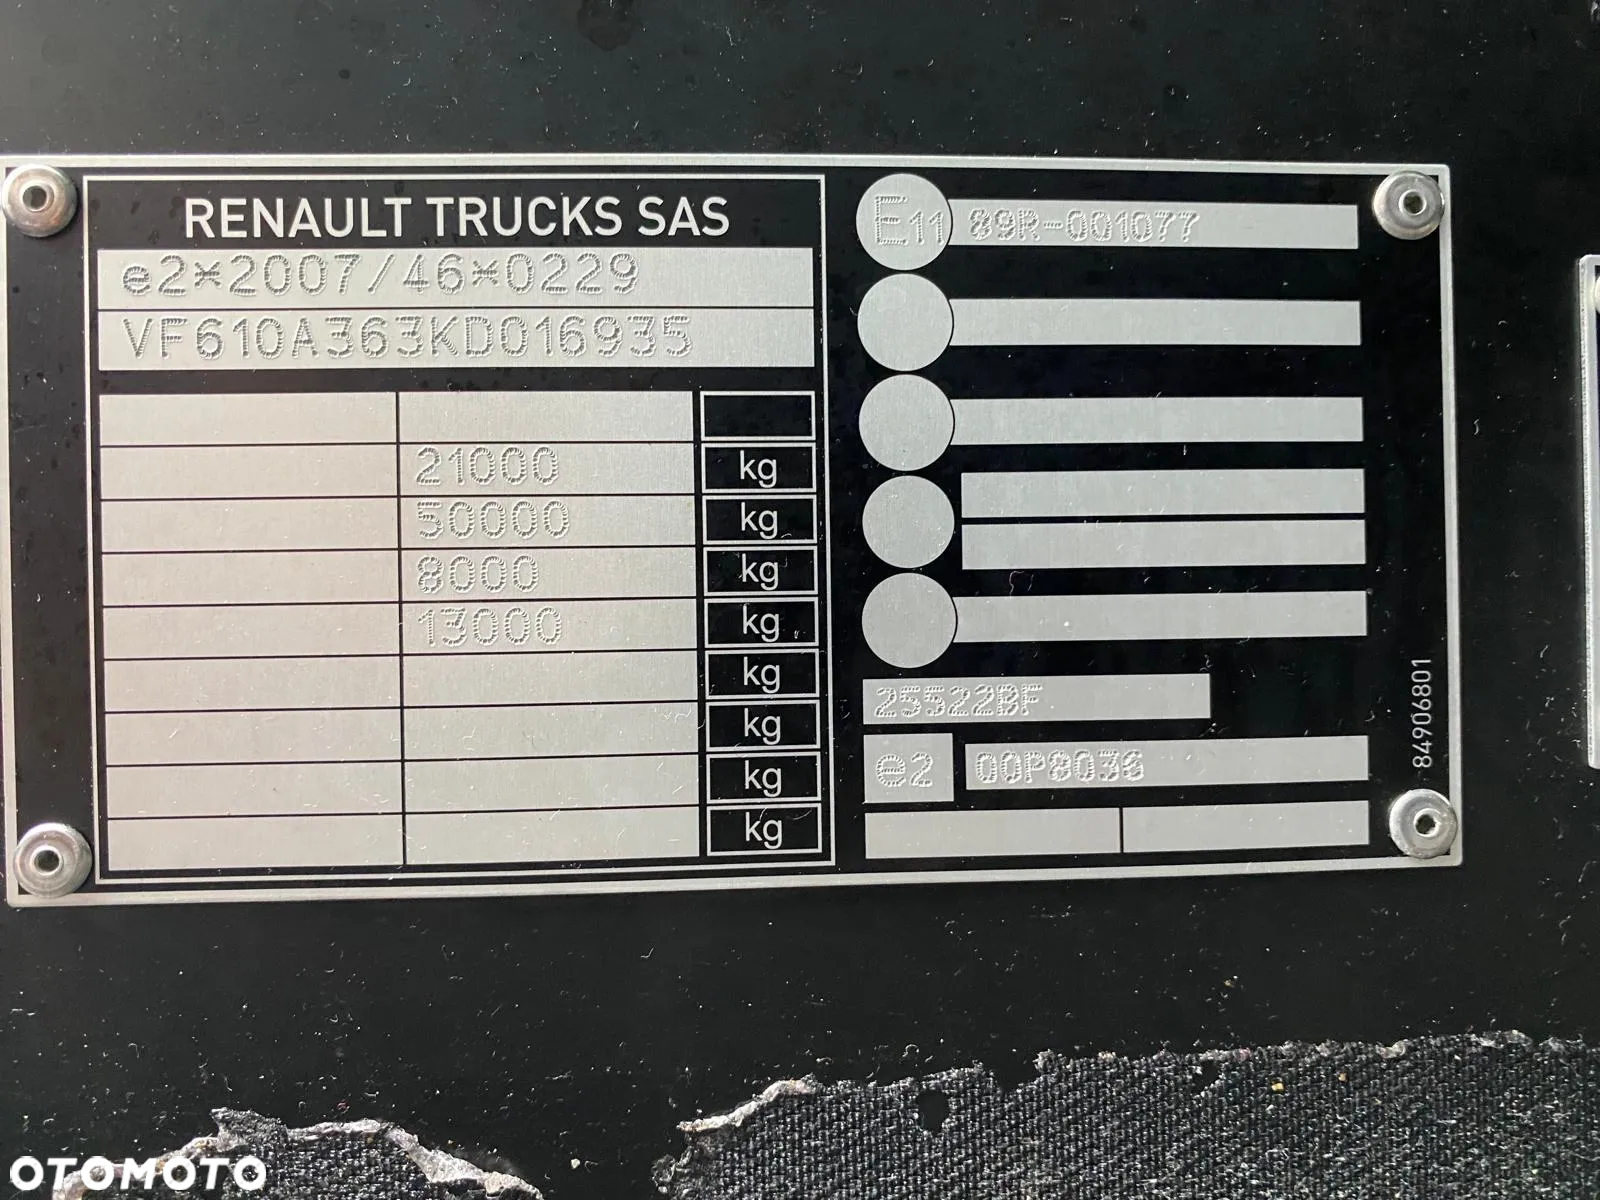 RENAULT TRUCKS SAS
e2*2007/46*0229
VF610A363KD016935
21000 kg
50000 kg
8000 kg
13000 kg
kg
kg
kg
kg
E11 89R-001077
25522BF
e2 00P8036
84906801
OTOMOTO